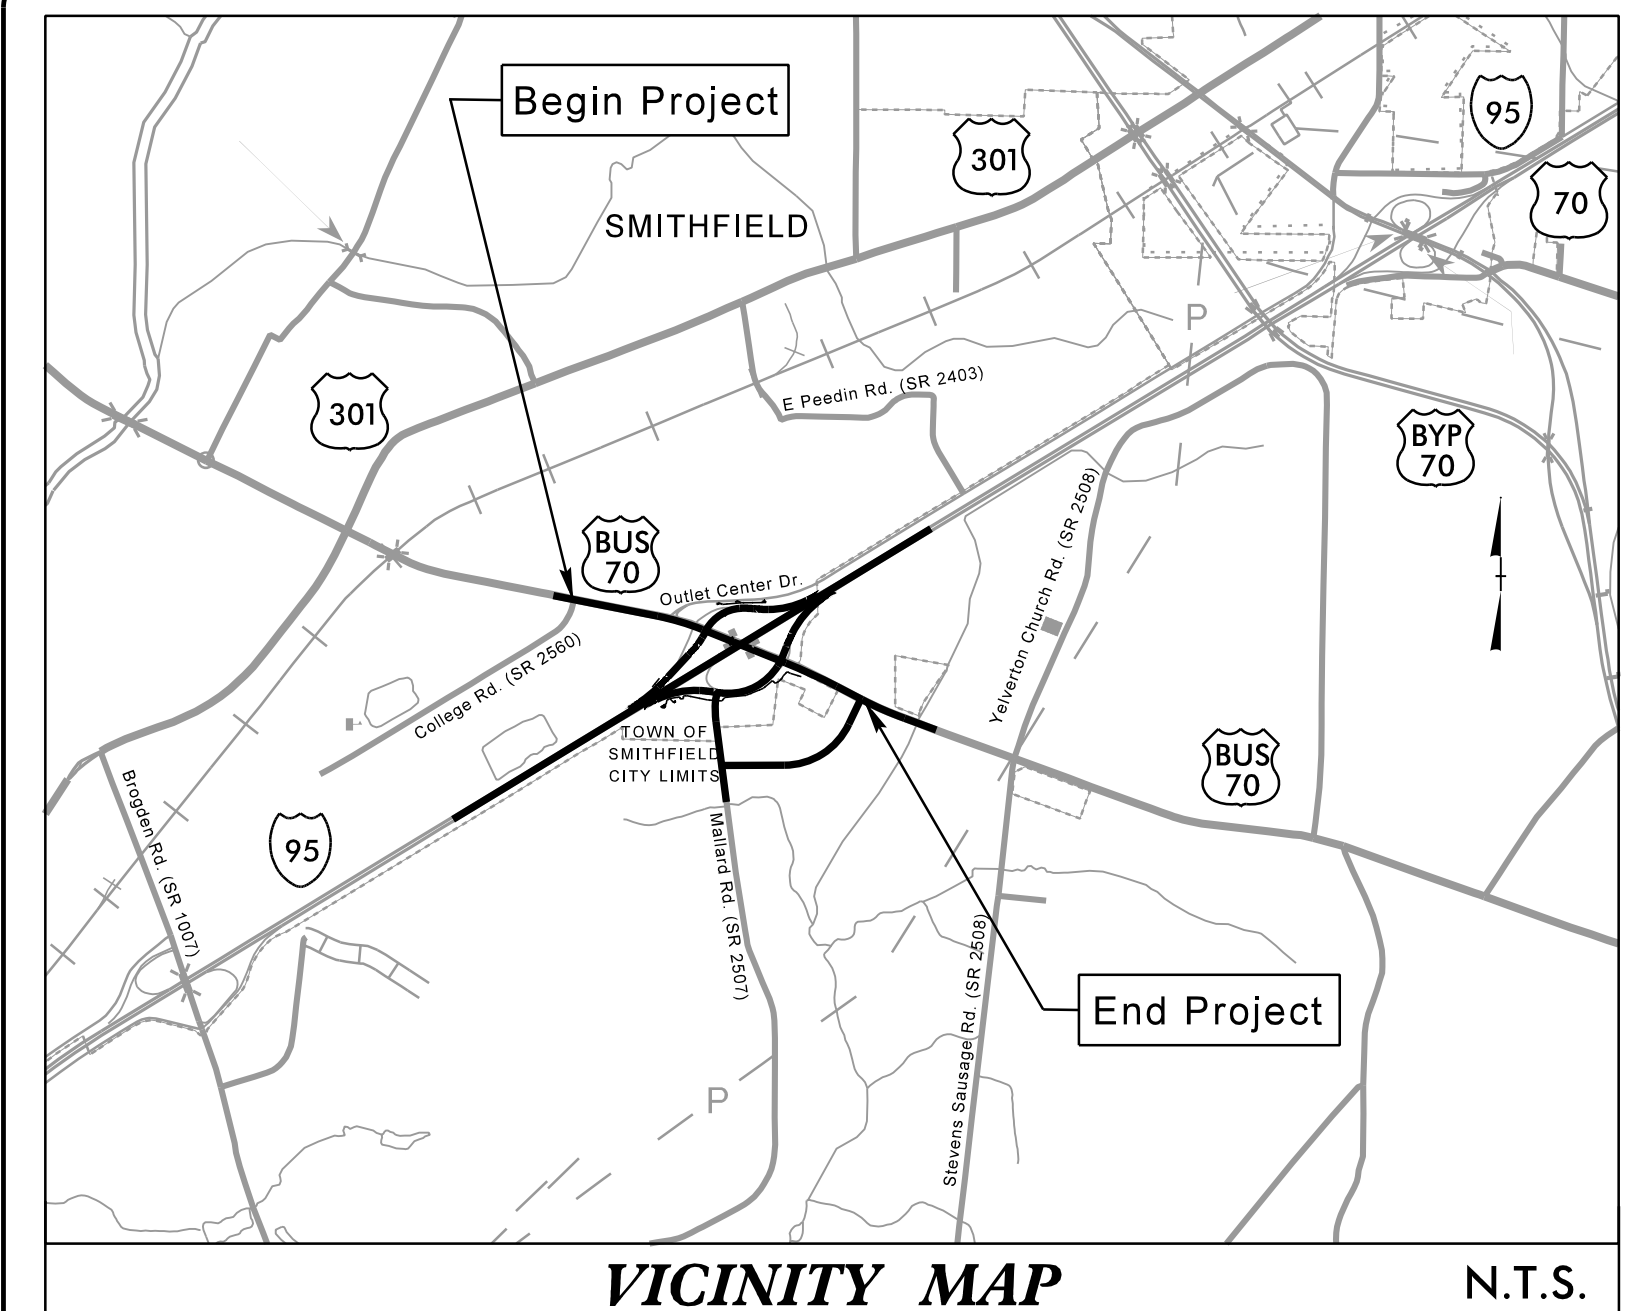 Begin Project
95
301
70
SMITHFIELD
P
E Peedin Rd. (SR 2403)
301
BYP
70
Yelverton Church Rd. (SR 2508)
BUS
70
Outlet Center Dr.
College Rd. (SR 2560)
TOWN OF
SMITHFIELD
CITY LIMITS
BUS
70
Brogden Rd. (SR 1007)
95
Mallard Rd. (SR 2507)
Stevens Sausage Rd. (SR 2508)
End Project
P
VICINITY MAP
N.T.S.